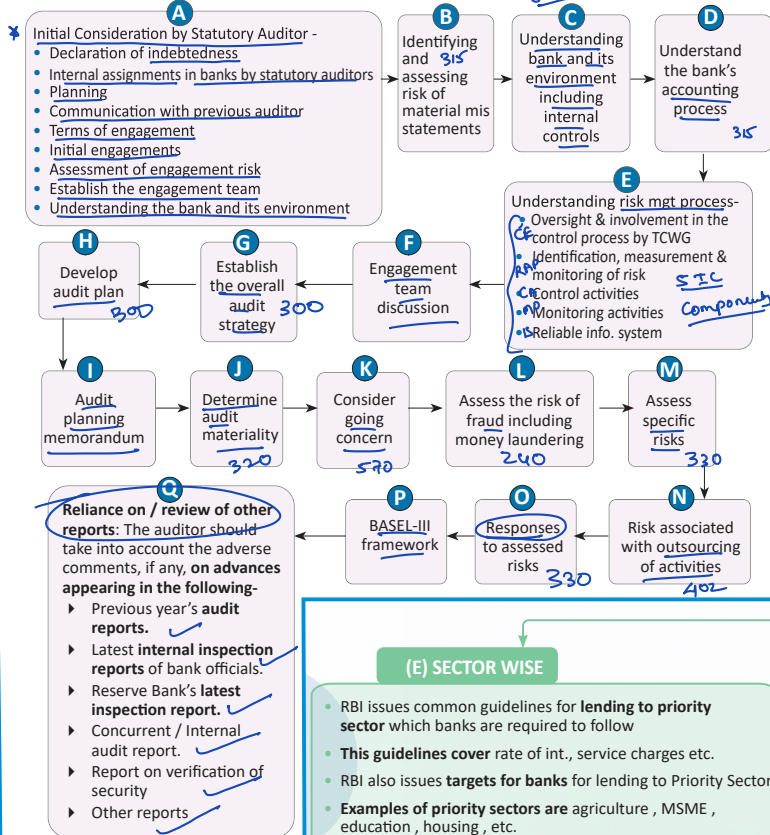 A
* Initial Consideration by Statutory Auditor -
• Declaration of indebtedness
• Internal assignments in banks by statutory auditors
• Planning
• Communication with previous auditor
• Terms of engagement
• Initial engagements
• Assessment of engagement risk
• Establish the engagement team
• Understanding the bank and its environment
B
Identifying
and 315
assessing
risk of
material mis
statements
C
Understanding
bank and its
environment
including
internal
controls
D
Understand
the bank's
accounting
process
315
E
Understanding risk mgt process-
• Oversight & involvement in the
CE control process by TCWG
• Identification, measurement &
RAP monitoring of risk
CA • Control activities
MP • Monitoring activities
IS • Reliable info. system
5 IC
Components
F
Engagement
team
discussion
G
Establish
the overall
audit
strategy 300
H
Develop
audit plan
300
I
Audit
planning
memorandum
J
Determine
audit
materiality
320
K
Consider
going
concern
570
L
Assess the risk of
fraud including
money laundering
240
M
Assess
specific
risks
330
N
Risk associated
with outsourcing
of activities
402
O
Responses
to assessed
risks
330
P
BASEL-III
framework
Q
Reliance on / review of other
reports: The auditor should
take into account the adverse
comments, if any, on advances
appearing in the following-
Previous year's audit
reports.
Latest internal inspection
reports of bank officials.
Reserve Bank's latest
inspection report.
Concurrent / Internal
audit report.
Report on verification of
security
Other reports
(E) SECTOR WISE
• RBI issues common guidelines for lending to priority
sector which banks are required to follow
• This guidelines cover rate of int., service charges etc.
• RBI also issues targets for banks for lending to Priority Sector
• Examples of priority sectors are agriculture , MSME ,
education , housing , etc.